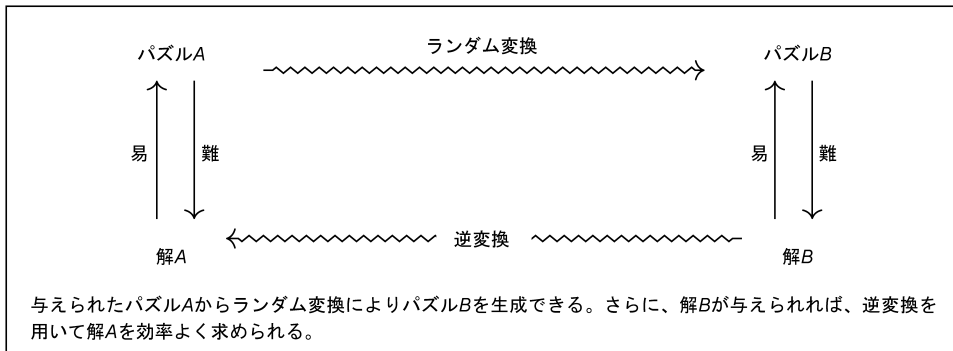 パズルA
ランダム変換
パズルB
易
難
易
難
解A
逆変換
解B
与えられたパズルAからランダム変換によりパズルBを生成できる。さらに、解Bが与えられれば、逆変換を
用いて解Aを効率よく求められる。